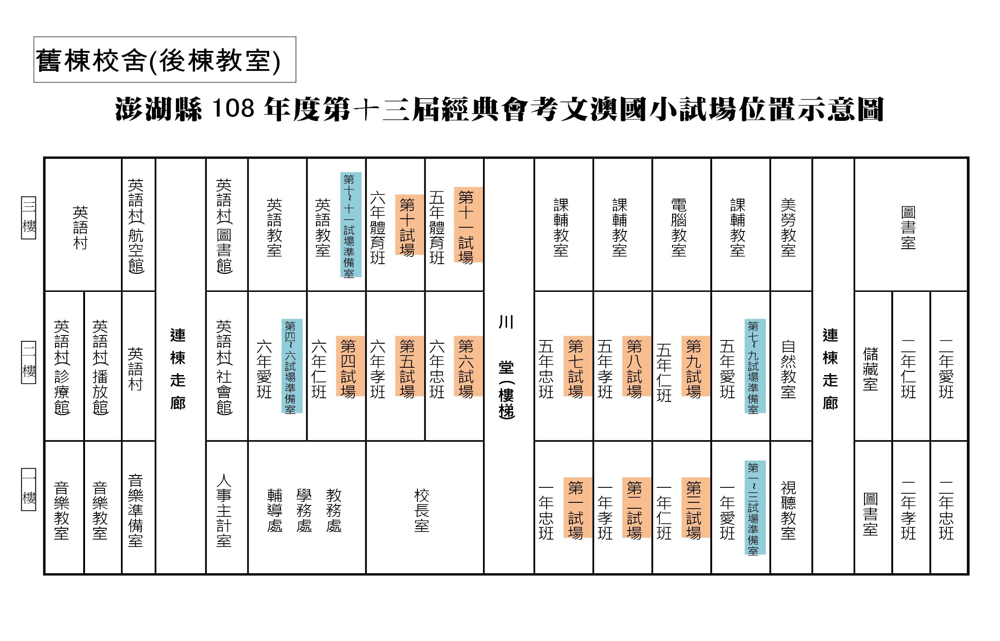 舊棟校舍(後棟教室)
澎湖縣 108 年度第十三屆經典會考文澳國小試場位置示意圖
三樓
英語村
英語村(航空館)
英語村(圖書館)
英語教室
英語教室
第十~十一試場準備室
六年體育班
第十試場
五年體育班
第十一試場
課輔教室
課輔教室
電腦教室
課輔教室
美勞教室
圖書室
二樓
英語村(診療館)
英語村(播放館)
英語村
連棟走廊
英語村(社會館)
六年愛班
第四~六試場準備室
六年仁班
第四試場
六年孝班
第五試場
六年忠班
第六試場
川堂(樓梯)
五年忠班
第七試場
五年孝班
第八試場
五年仁班
第九試場
五年愛班
第七~九試場準備室
自然教室
連棟走廊
儲藏室
二年仁班
二年愛班
一樓
音樂教室
音樂教室
音樂準備室
人事主計室
輔導處
學務處
教務處
校長室
一年忠班
第一試場
一年孝班
第二試場
一年仁班
第三試場
一年愛班
第一~三試場準備室
視聽教室
圖書室
二年孝班
二年忠班